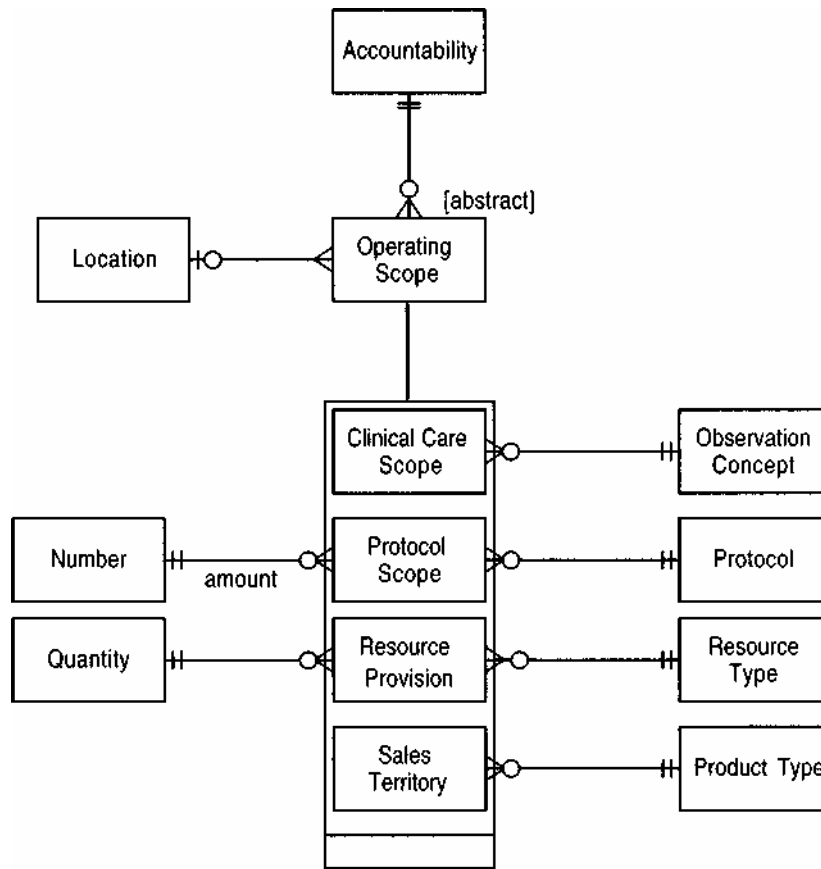 Accountability
[abstract]
Location
Operating
Scope
Clinical Care
Scope
Observation
Concept
Number
amount
Protocol
Scope
Protocol
Quantity
Resource
Provision
Resource
Type
Sales
Territory
Product Type